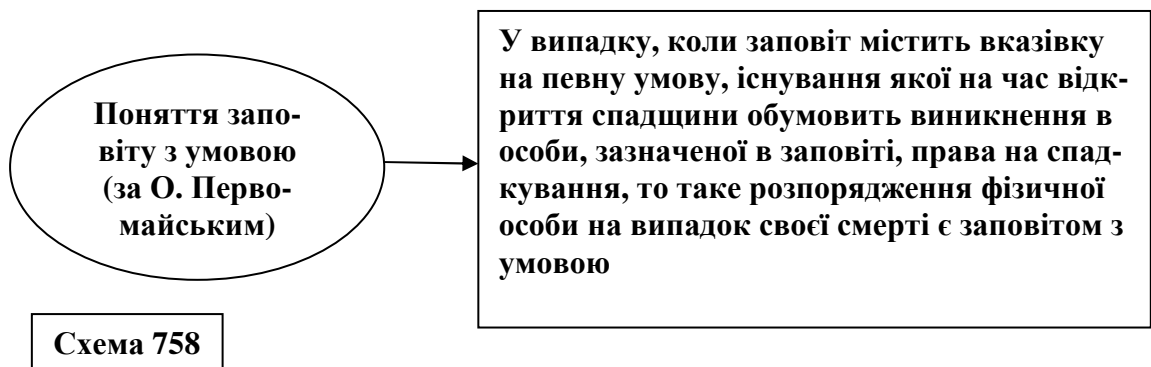 Поняття запо-
віту з умовою
(за О. Перво-
майським)
У випадку, коли заповіт містить вказівку
на певну умову, існування якої на час відк-
риття спадщини обумовить виникнення в
особи, зазначеної в заповіті, права на спад-
кування, то таке розпорядження фізичної
особи на випадок своєї смерті є заповітом з
умовою
Схема 758